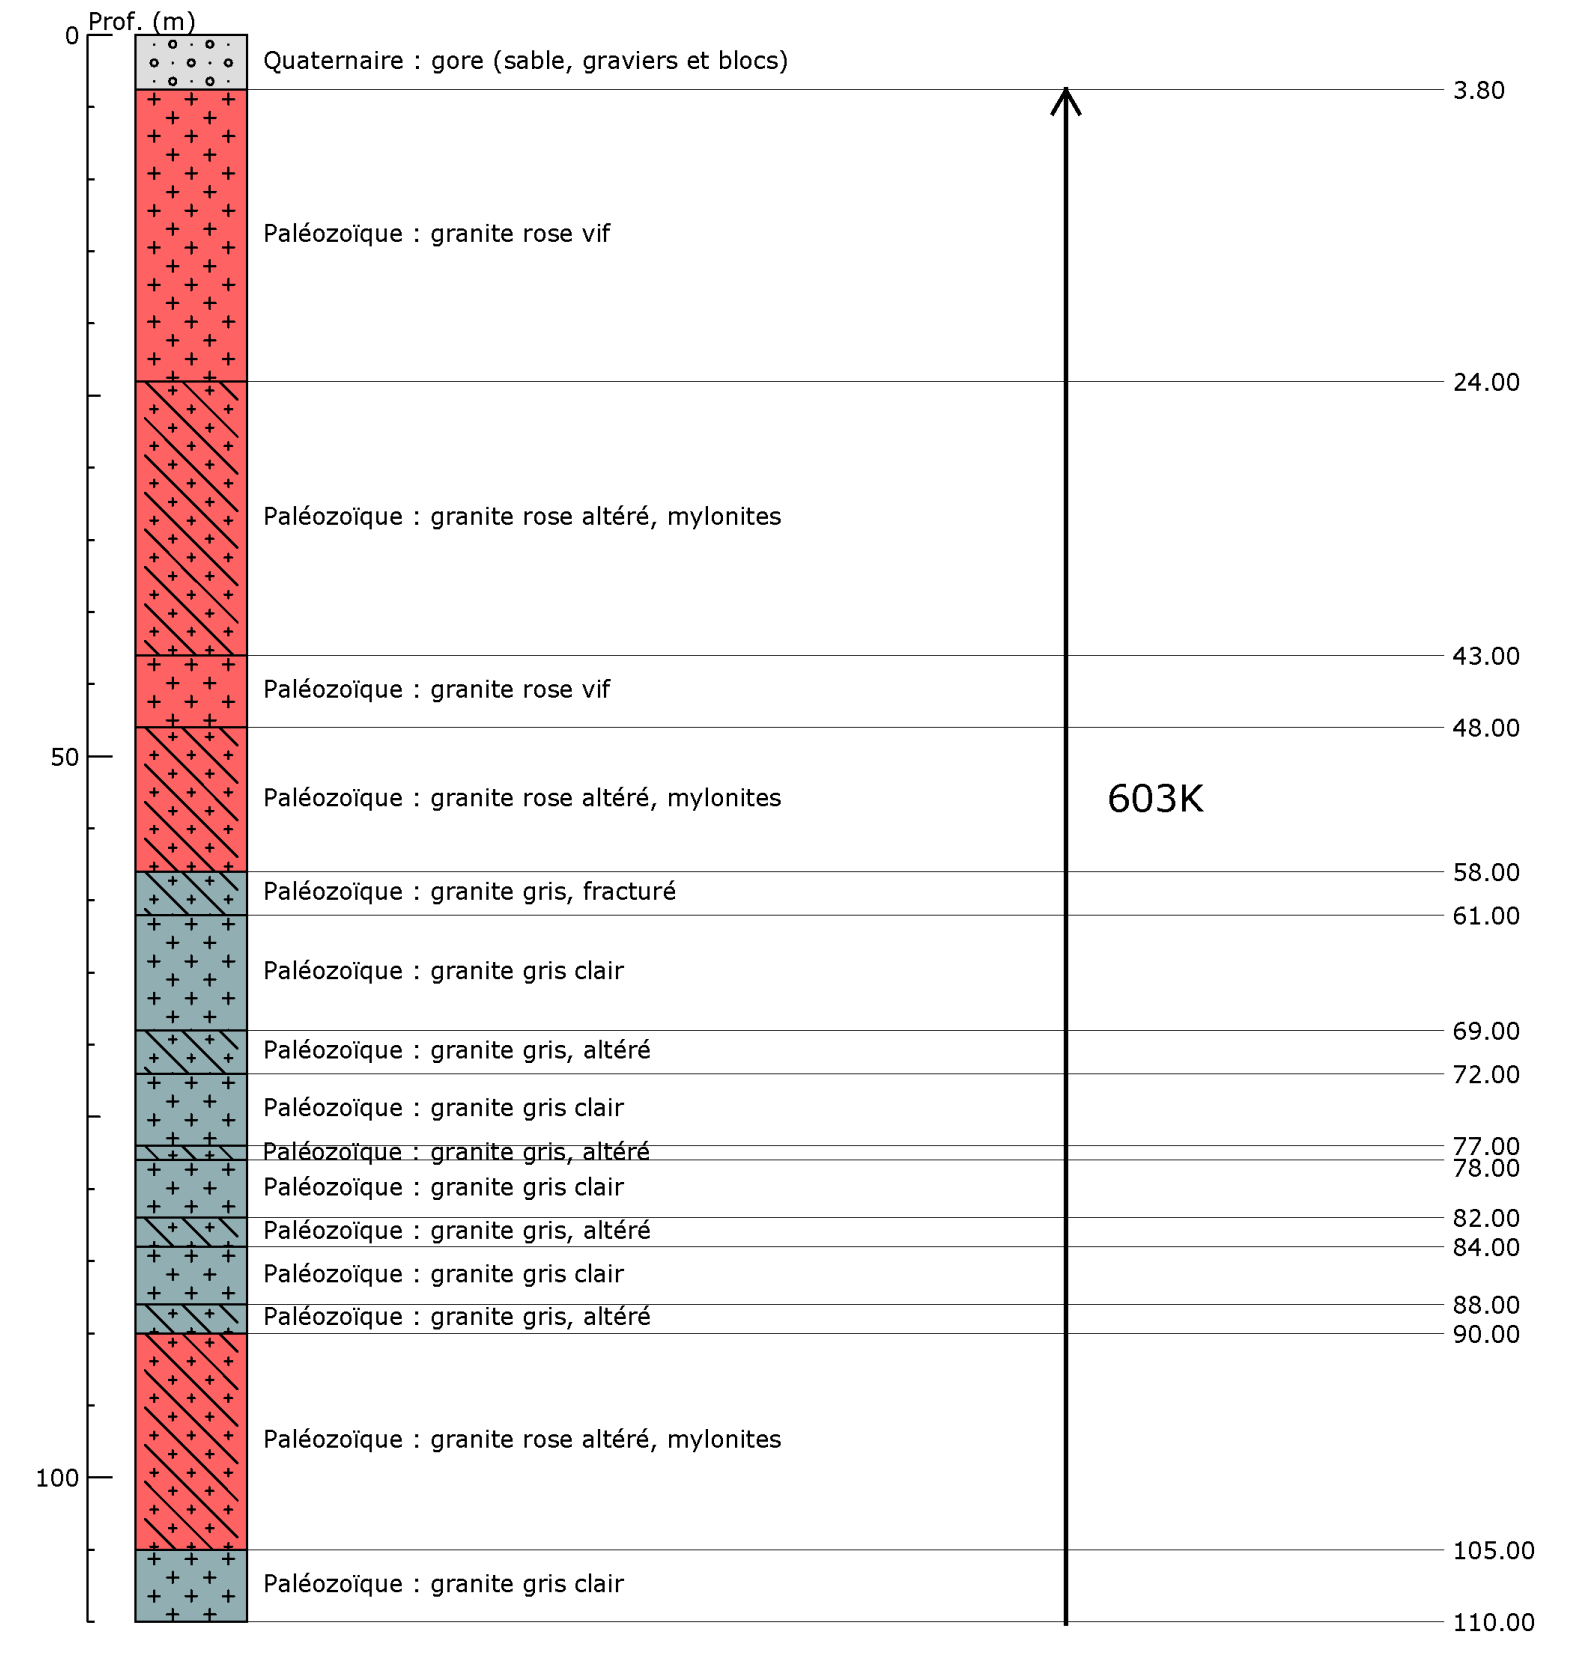 Prof. (m)
0
Quaternaire : gore (sable, graviers et blocs)
3.80
Paléozoïque : granite rose vif
24.00
Paléozoïque : granite rose altéré, mylonites
43.00
Paléozoïque : granite rose vif
48.00
50
Paléozoïque : granite rose altéré, mylonites
603K
58.00
Paléozoïque : granite gris, fracturé
61.00
Paléozoïque : granite gris clair
69.00
Paléozoïque : granite gris, altéré
72.00
Paléozoïque : granite gris clair
77.00
Paléozoïque : granite gris, altéré
78.00
Paléozoïque : granite gris clair
82.00
Paléozoïque : granite gris, altéré
84.00
Paléozoïque : granite gris clair
88.00
Paléozoïque : granite gris, altéré
90.00
Paléozoïque : granite rose altéré, mylonites
100
105.00
Paléozoïque : granite gris clair
110.00